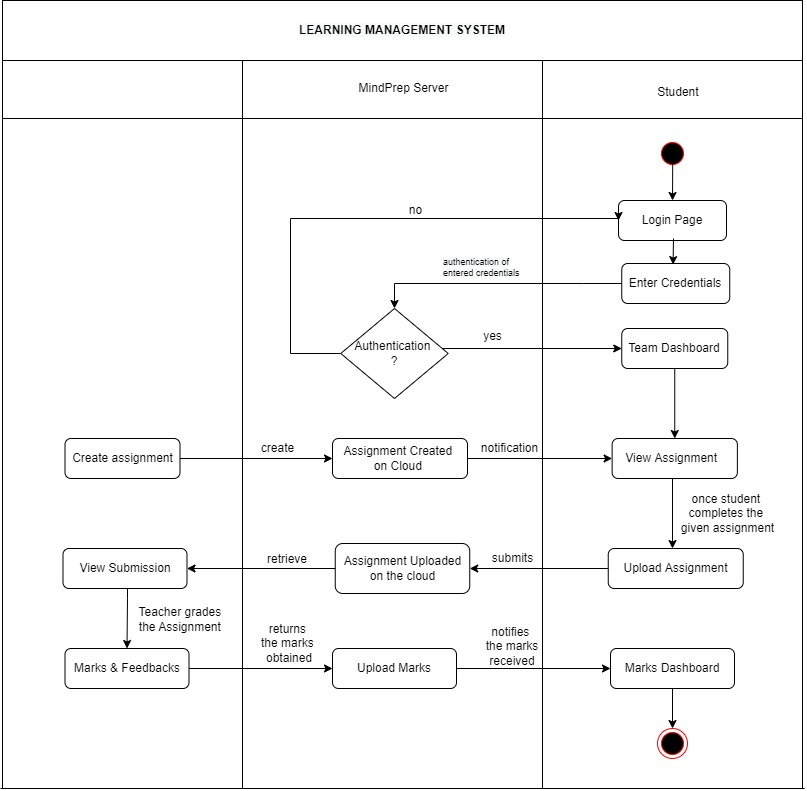 LEARNING MANAGEMENT SYSTEM
MindPrep Server
Student
no
Login Page
authentication of
entered credentials
Enter Credentials
Authentication
?
yes
Team Dashboard
Create assignment
create
Assignment Created
on Cloud
notification
View Assignment
once student
completes the
given assignment
View Submission
retrieve
Assignment Uploaded
on the cloud
submits
Upload Assignment
Teacher grades
the Assignment
Marks & Feedbacks
returns
the marks
obtained
Upload Marks
notifies
the marks
received
Marks Dashboard